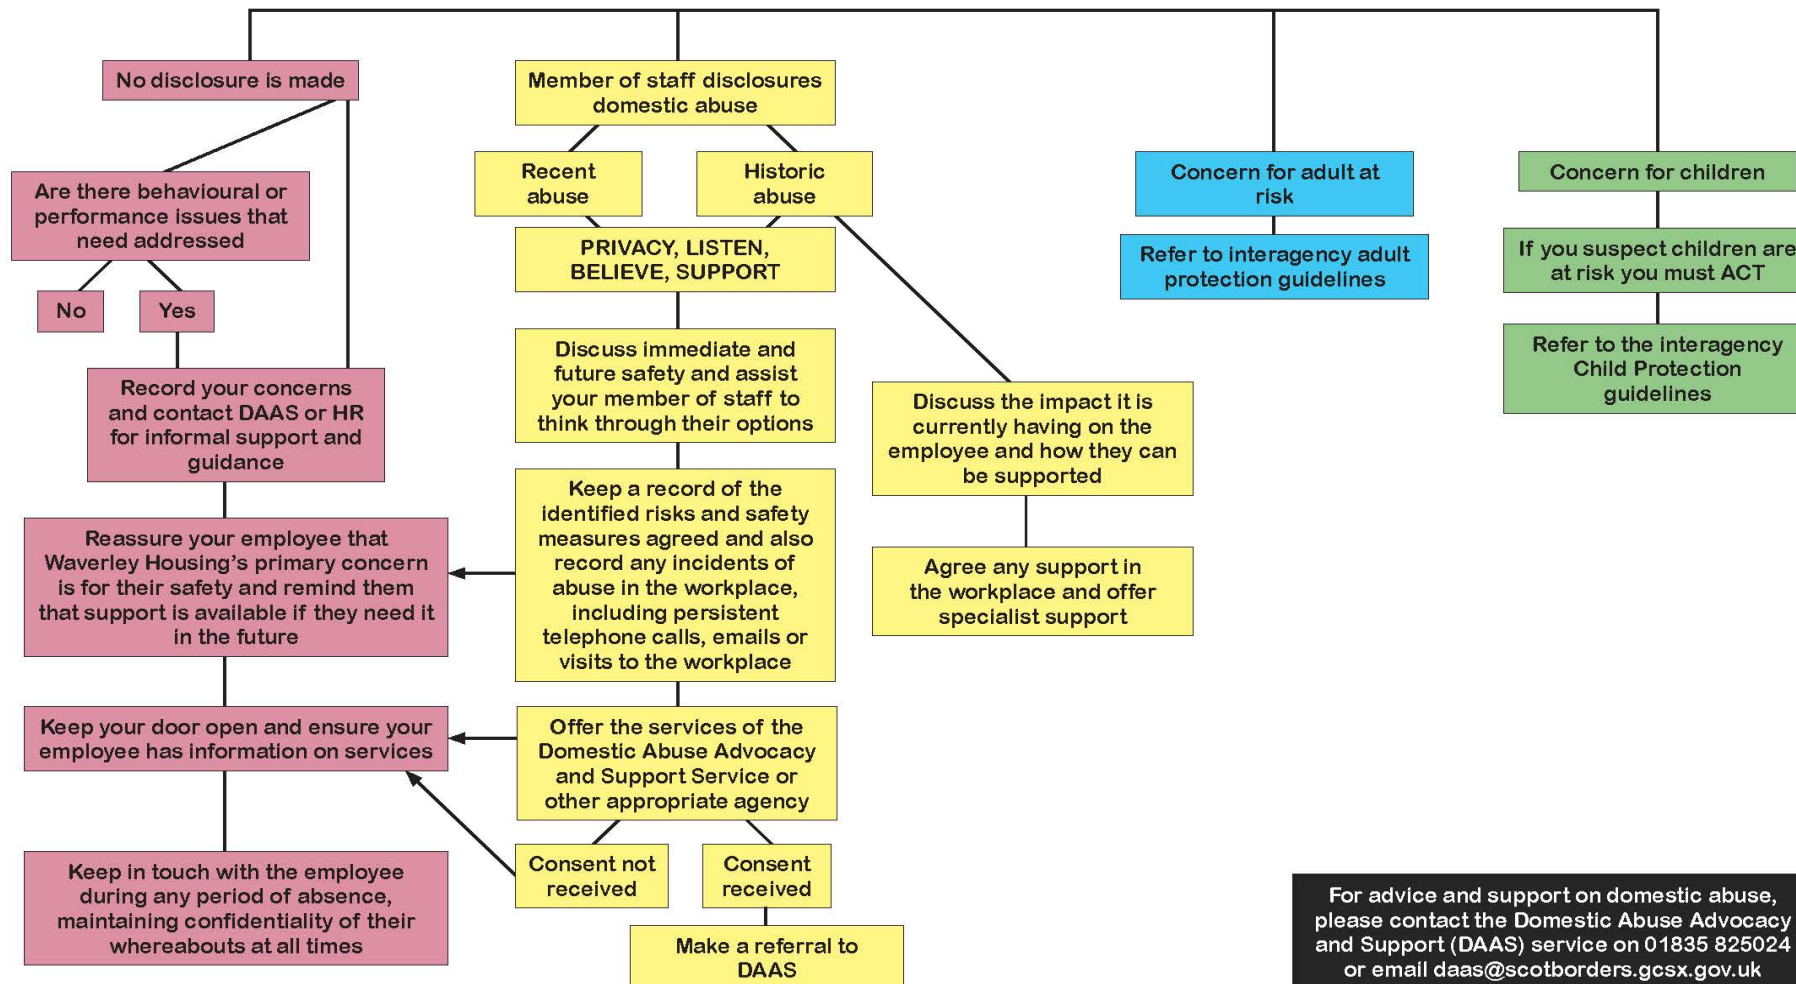 No disclosure is made
Are there behavioural or
performance issues that
need addressed
No
Yes
Record your concerns
and contact DAAS or HR
for informal support and
guidance
Reassure your employee that
Waverley Housing's primary concern
is for their safety and remind them
that support is available if they need it
in the future
Keep your door open and ensure your
employee has information on services
Keep in touch with the employee
during any period of absence,
maintaining confidentiality of their
whereabouts at all times
Member of staff disclosures
domestic abuse
Recent
abuse
Historic
abuse
PRIVACY, LISTEN,
BELIEVE, SUPPORT
Discuss immediate and
future safety and assist
your member of staff to
think through their options
Keep a record of the
identified risks and safety
measures agreed and also
record any incidents of
abuse in the workplace,
including persistent
telephone calls, emails or
visits to the workplace
Offer the services of the
Domestic Abuse Advocacy
and Support Service or
other appropriate agency
Consent not
received
Consent
received
Make a referral to
DAAS
Discuss the impact it is
currently having on the
employee and how they can
be supported
Agree any support in
the workplace and offer
specialist support
Concern for adult at
risk
Refer to interagency adult
protection guidelines
Concern for children
If you suspect children are
at risk you must ACT
Refer to the interagency
Child Protection
guidelines
For advice and support on domestic abuse,
please contact the Domestic Abuse Advocacy
and Support (DAAS) service on 01835 825024
or email daas@scotborders.gcsx.gov.uk